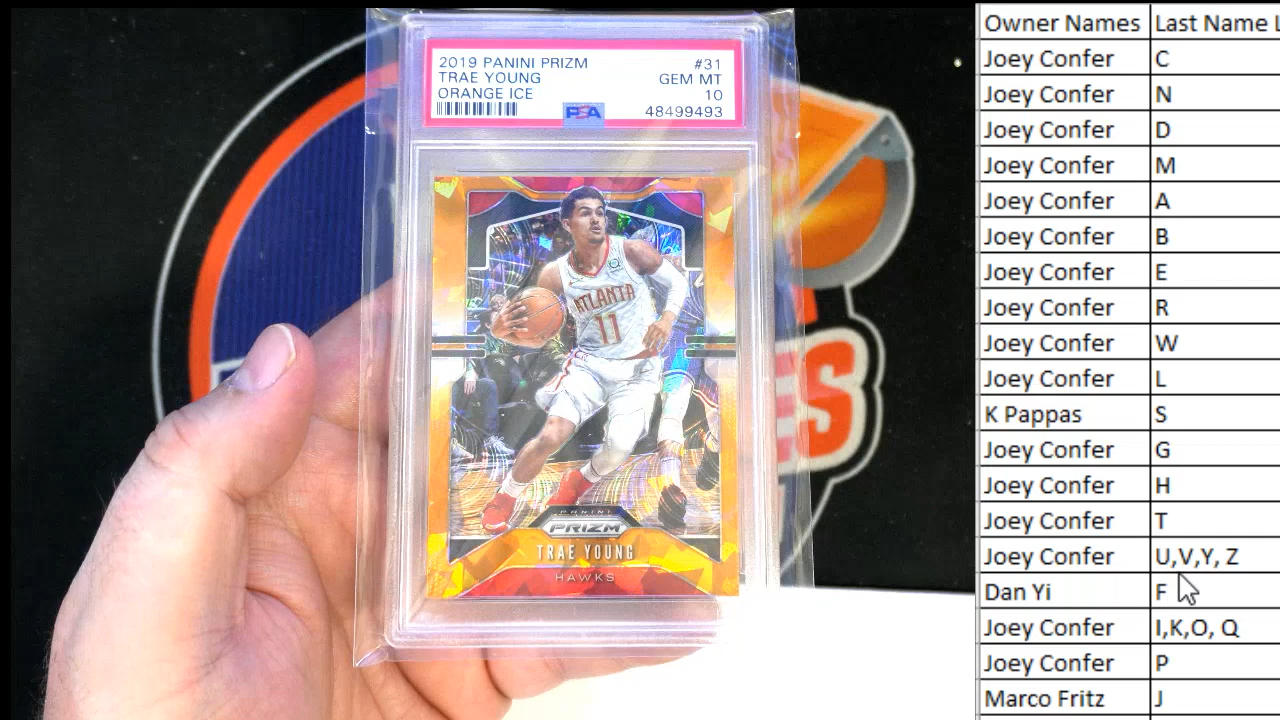 2019 PANINI PRIZM #31
TRAE YOUNG GEM MT
ORANGE ICE 10
PSA 48499493
ATLANTA
11
PANINI
PRIZM
TRAE YOUNG
HAWKS
Owner Names Last Name L
Joey Confer C
Joey Confer N
Joey Confer D
Joey Confer M
Joey Confer A
Joey Confer B
Joey Confer E
Joey Confer R
Joey Confer W
Joey Confer L
K Pappas S
Joey Confer G
Joey Confer H
Joey Confer T
Joey Confer U,V,Y, Z
Dan Yi F
Joey Confer I,K,O, Q
Joey Confer P
Marco Fritz J